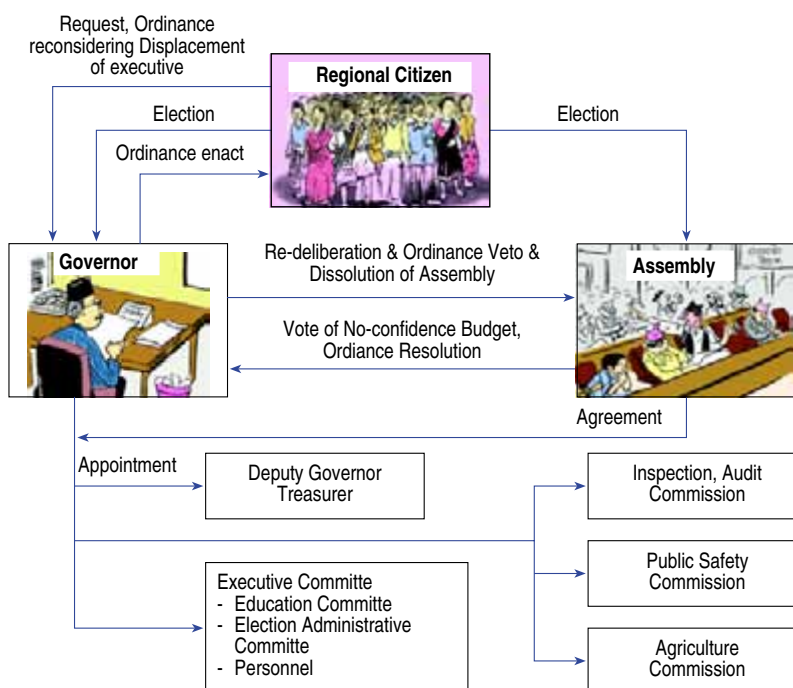 Request, Ordinance
reconsidering Displacement
of executive
Regional Citizen
Election
Election
Ordinance enact
Governor
Re-deliberation & Ordinance Veto &
Dissolution of Assembly
Assembly
Vote of No-confidence Budget,
Ordiance Resolution
Agreement
Appointment
Deputy Governor
Treasurer
Inspection, Audit
Commission
Public Safety
Commission
Executive Committe
- Education Committe
- Election Administrative
Committe
- Personnel
Agriculture
Commission